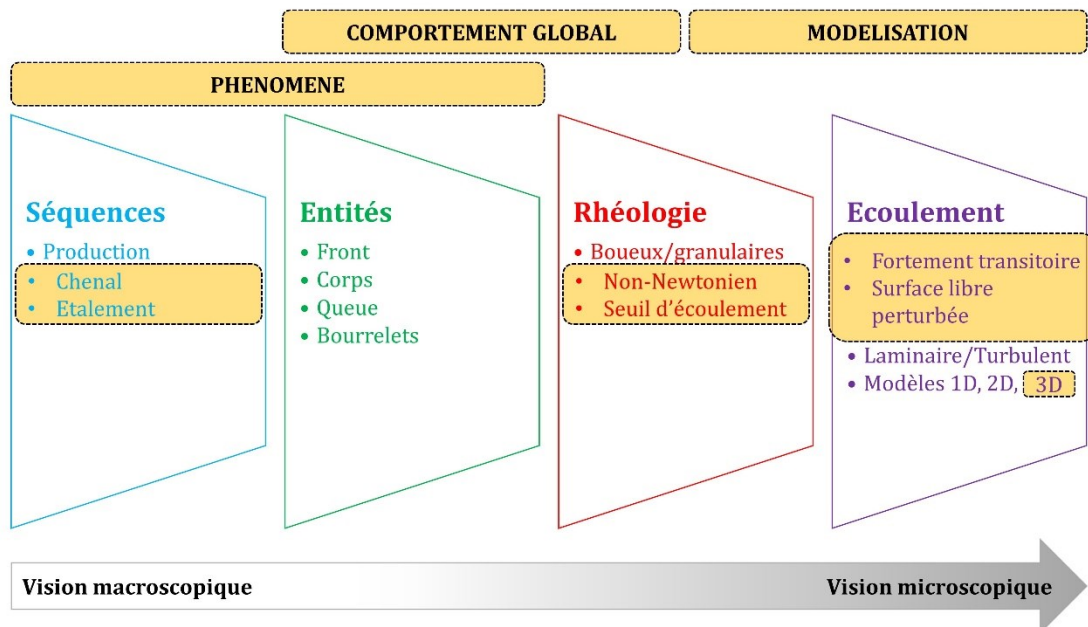 COMPORTEMENT GLOBAL
MODELISATION
PHENOMENE
Séquences
• Production
• Chenal
• Etalement
Entités
• Front
• Corps
• Queue
• Bourrelets
Rhéologie
• Boueux/granulaires
• Non-Newtonien
• Seuil d'écoulement
Ecoulement
• Fortement transitoire
• Surface libre
perturbée
• Laminaire/Turbulent
• Modèles 1D, 2D, 3D
Vision macroscopique
Vision microscopique